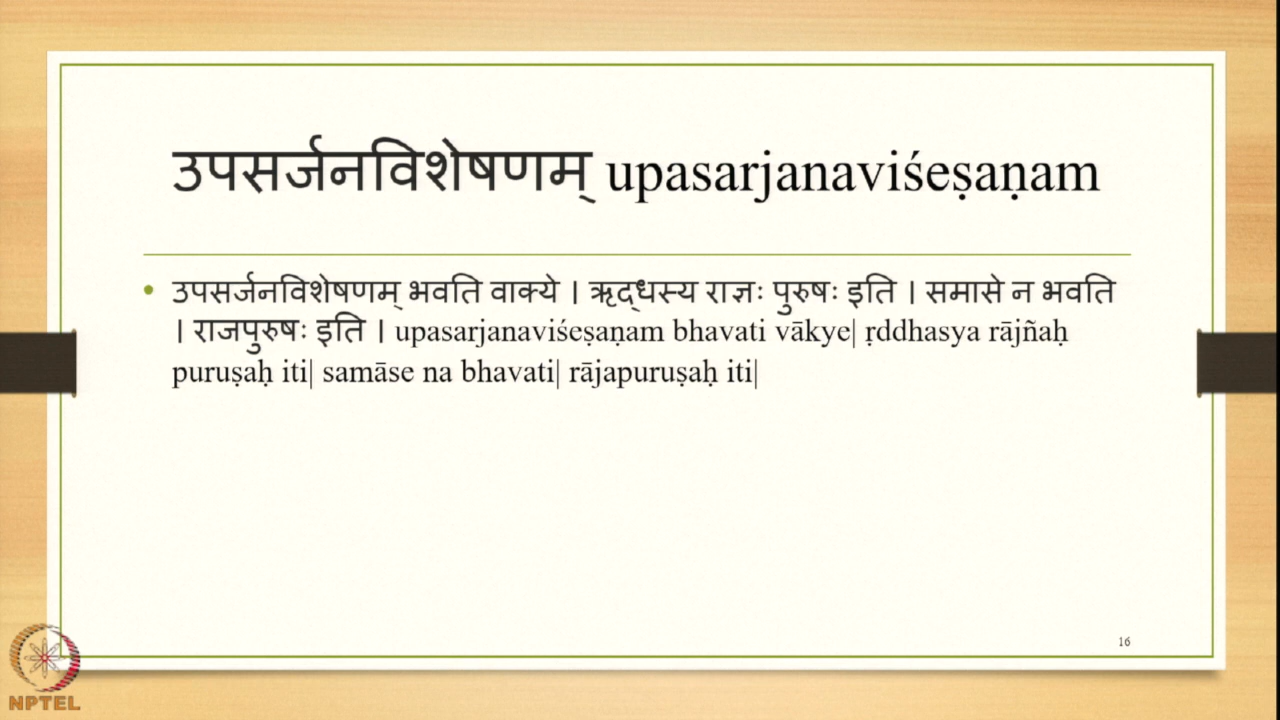 उपसर्जनविशेषणम् upasarjanaviśeṣaṇam
• उपसर्जनविशेषणम् भवति वाक्ये । ऋद्धस्य राज्ञः पुरुषः इति । समासे न भवति
। राजपुरुषः इति । upasarjanaviśeṣaṇam bhavati vākye| ṛddhasya rājñaḥ
puruṣaḥ iti| samāse na bhavati| rājapuruṣaḥ iti|
16
NPTEL